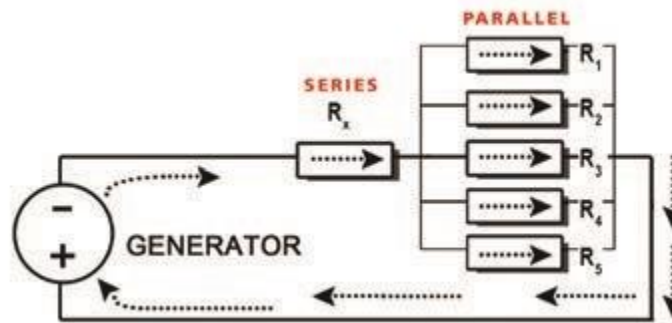 PARALLEL
R₁
SERIES
Rₓ
R₂
R₃
R₄
R₅
−
+
GENERATOR